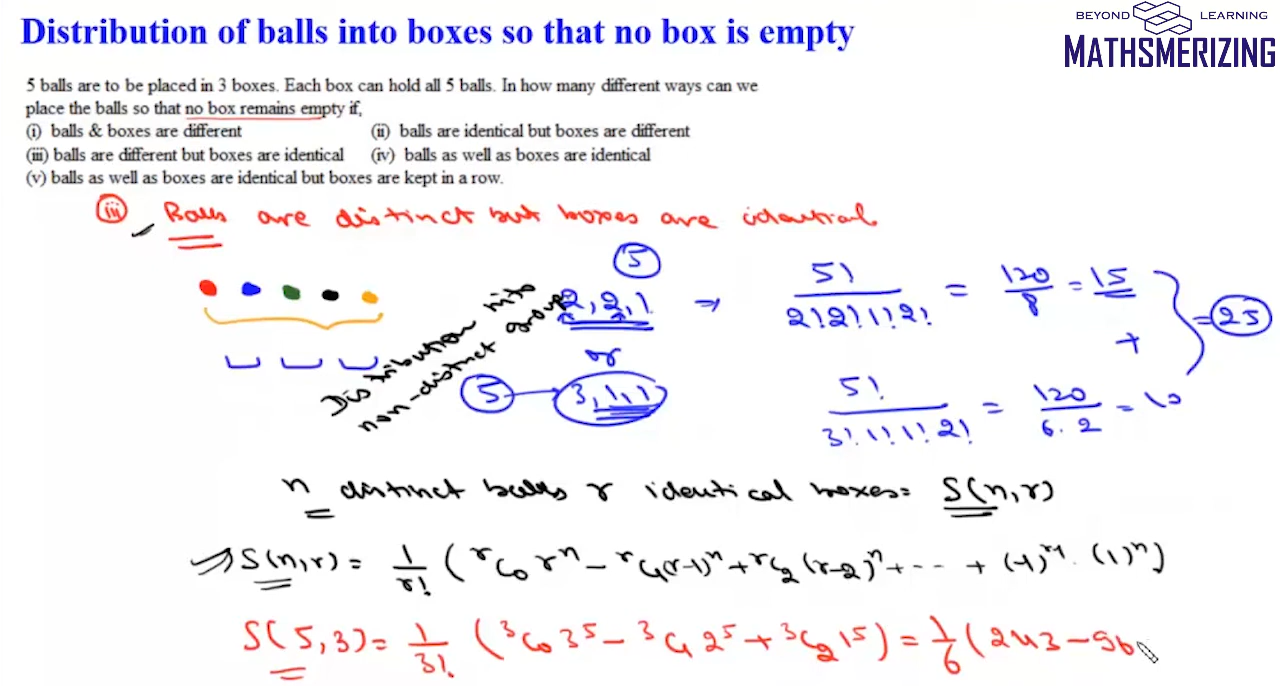 Distribution of balls into boxes so that no box is empty
BEYOND LEARNING
MATHSMERIZING
5 balls are to be placed in 3 boxes. Each box can hold all 5 balls. In how many different ways can we
place the balls so that no box remains empty if,
(i) balls & boxes are different (ii) balls are identical but boxes are different
(iii) balls are different but boxes are identical (iv) balls as well as boxes are identical
(v) balls as well as boxes are identical but boxes are kept in a row.
(iii) Balls are distinct but boxes are identical
Distribution into
non-distinct group
5
2, 2, 1 → 5! / 2!2!1!2! = 120/8 = 15
or
+
= 25
5 → 3, 1, 1
5! / 3!1!1!2! = 120/6.2 = 10
n distinct balls r identical boxes = S(n,r)
→ S(n,r) = 1/r! (ʳC₀ rⁿ - ʳC₁(r-1)ⁿ + ʳC₂ (r-2)ⁿ + --- + (-1)ʳ⁻¹ . (1)ⁿ)
S(5,3) = 1/3! (³C₀ 3⁵ - ³C₁ 2⁵ + ³C₂ 1⁵) = 1/6 (243 - 96